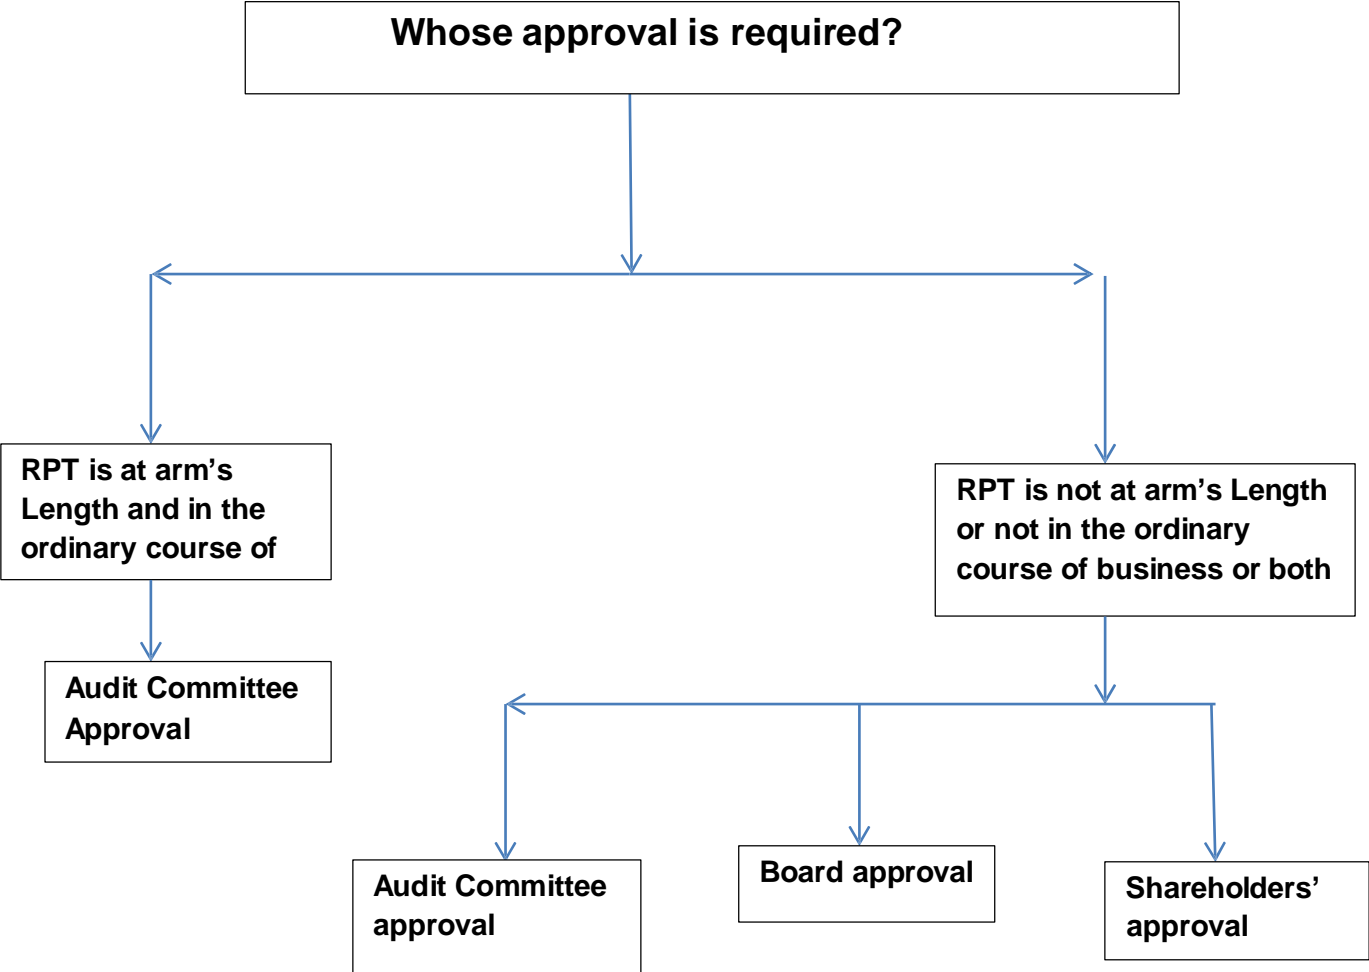 Whose approval is required?
RPT is at arm’s
Length and in the
ordinary course of
RPT is not at arm’s Length
or not in the ordinary
course of business or both
Audit Committee
Approval
Audit Committee
approval
Board approval
Shareholders’
approval